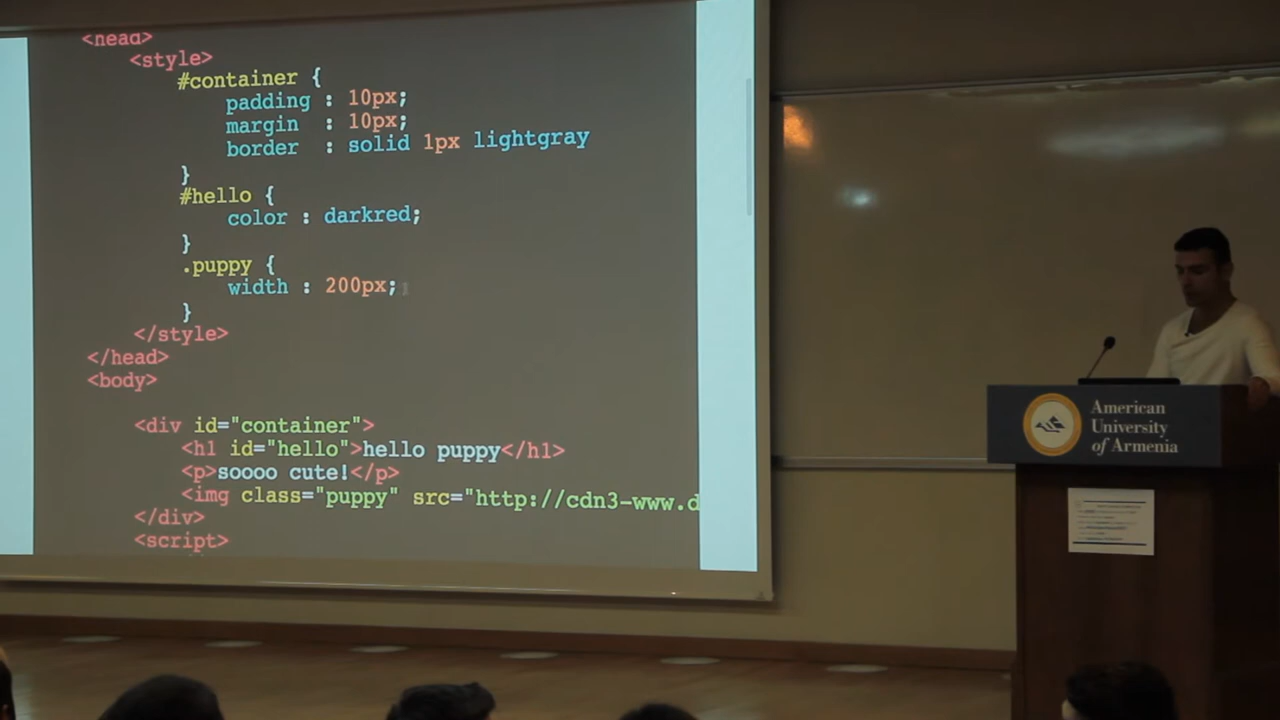 <head>
<style>
#container {
padding : 10px;
margin : 10px;
border : solid 1px lightgray
}
#hello {
color : darkred;
}
.puppy {
width : 200px;
}
</style>
</head>
<body>
<div id="container">
<h1 id="hello">hello puppy</h1>
<p>soooo cute!</p>
<img class="puppy" src="http://cdn3-www.d
</div>
<script>
American
University
of Armenia